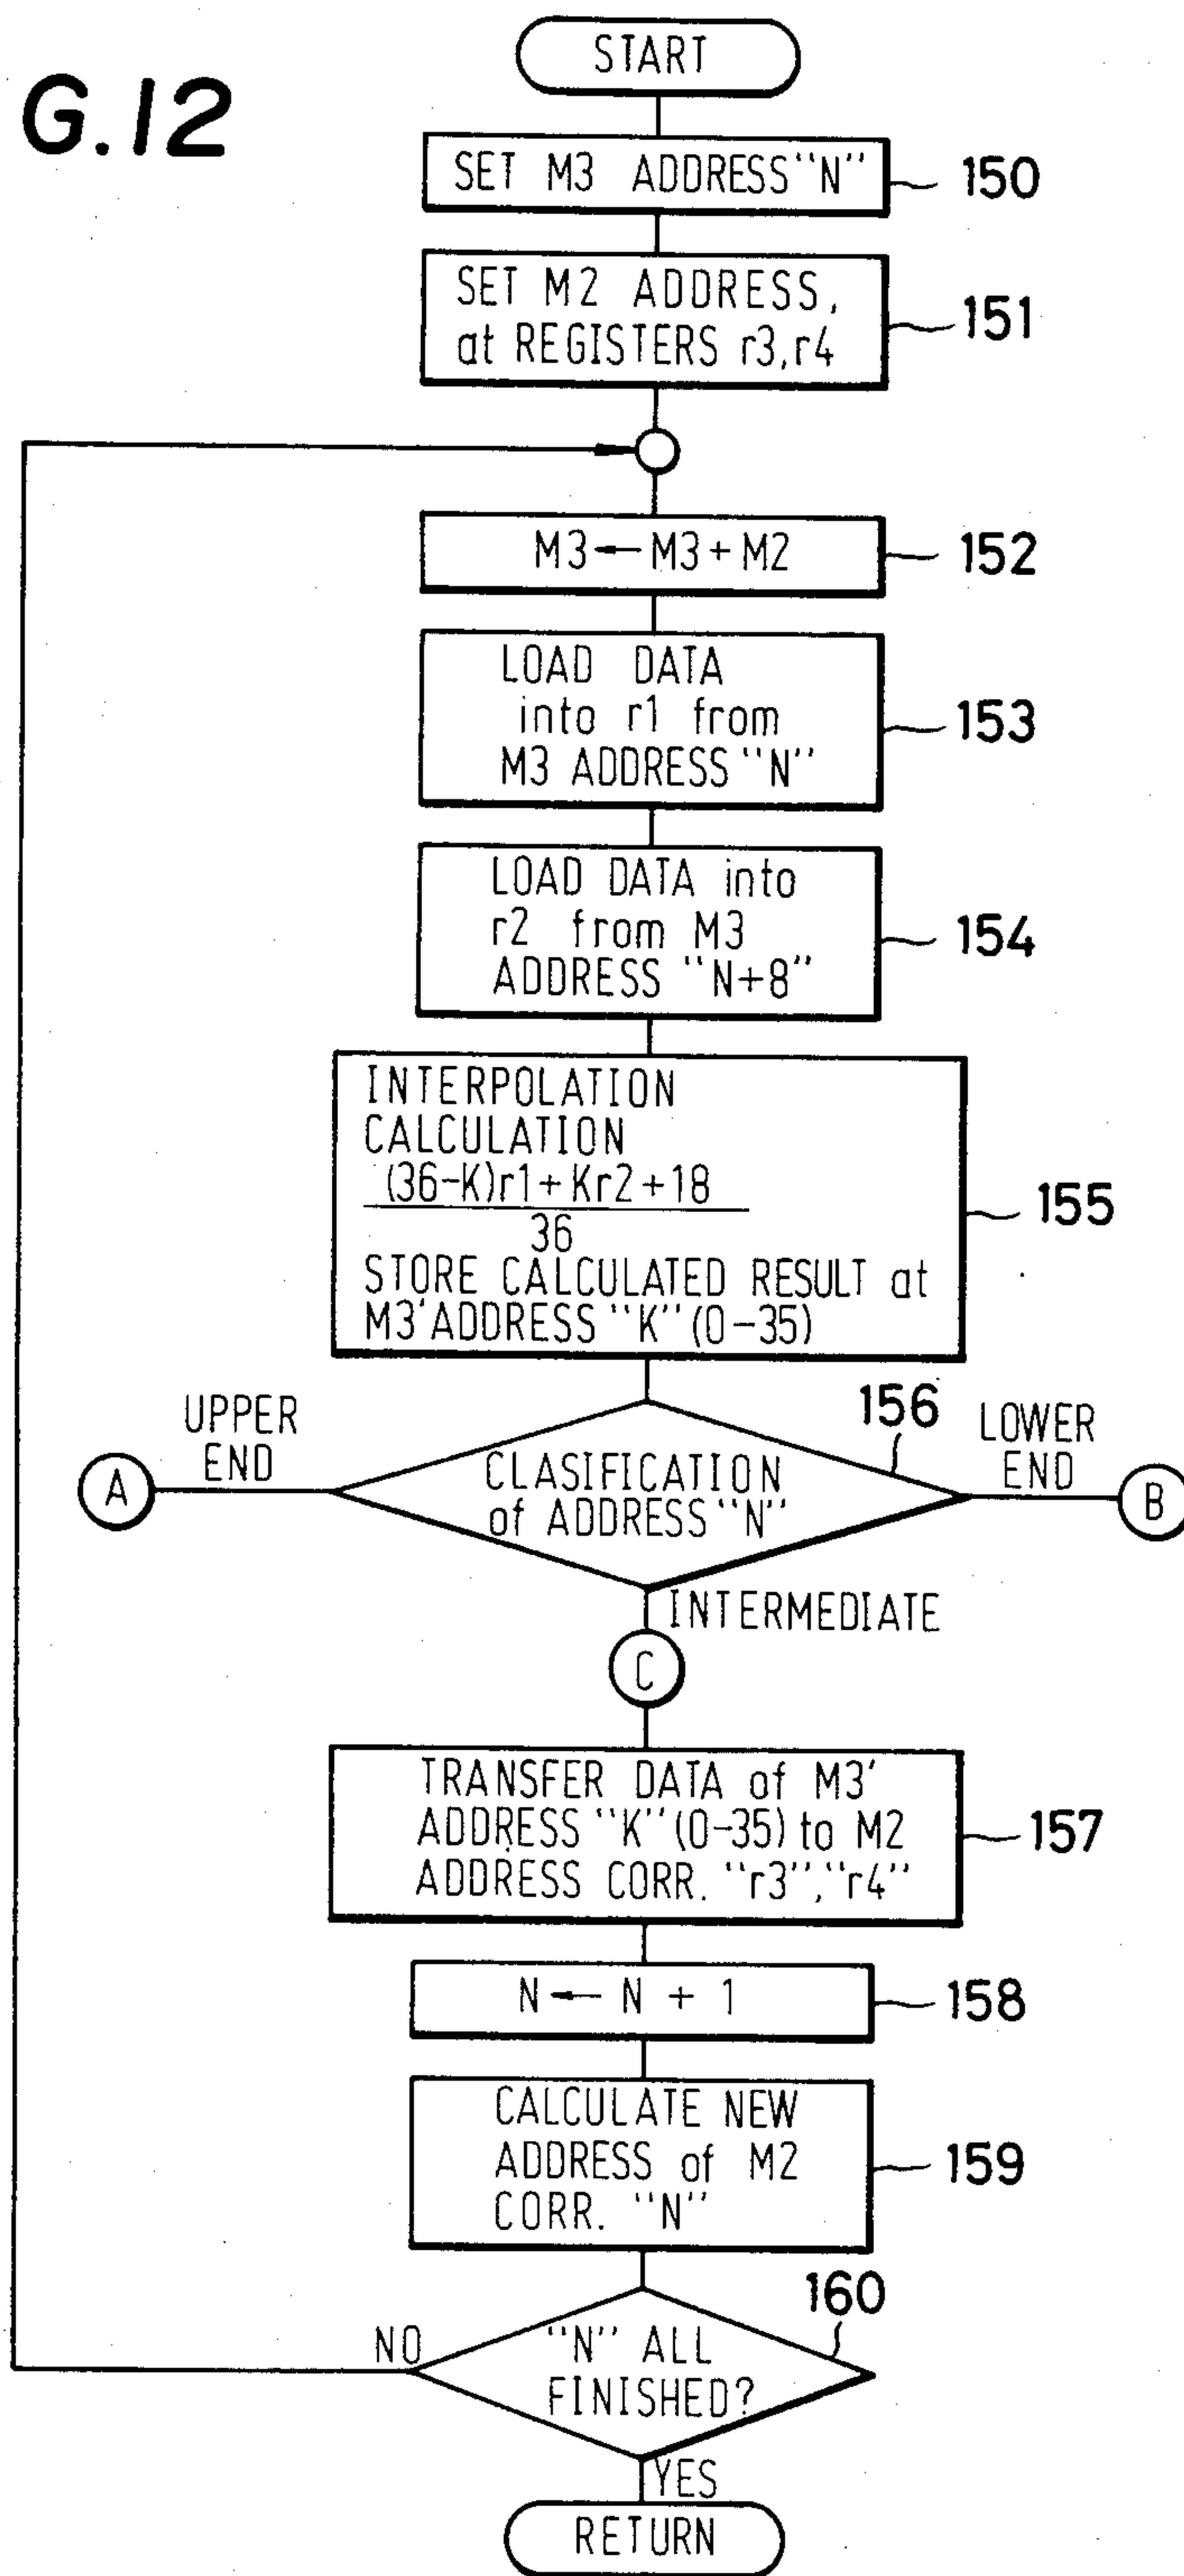 G.12
START
SET M3 ADDRESS "N"
150
SET M2 ADDRESS,
at REGISTERS r3,r4
151
M3←M3+M2
152
LOAD DATA
into r1 from
M3 ADDRESS "N"
153
LOAD DATA into
r2 from M3
ADDRESS "N+8"
154
INTERPOLATION
CALCULATION
(36-K)r1+Kr2+18
36
STORE CALCULATED RESULT at
M3' ADDRESS "K" (0-35)
155
156
UPPER
END
LOWER
END
A
CLASIFICATION
of ADDRESS "N"
B
INTERMEDIATE
C
TRANSFER DATA of M3'
ADDRESS "K" (0-35) to M2
ADDRESS CORR. "r3","r4"
157
N ← N + 1
158
CALCULATE NEW
ADDRESS of M2
CORR. "N"
159
160
NO
"N" ALL
FINISHED?
YES
RETURN